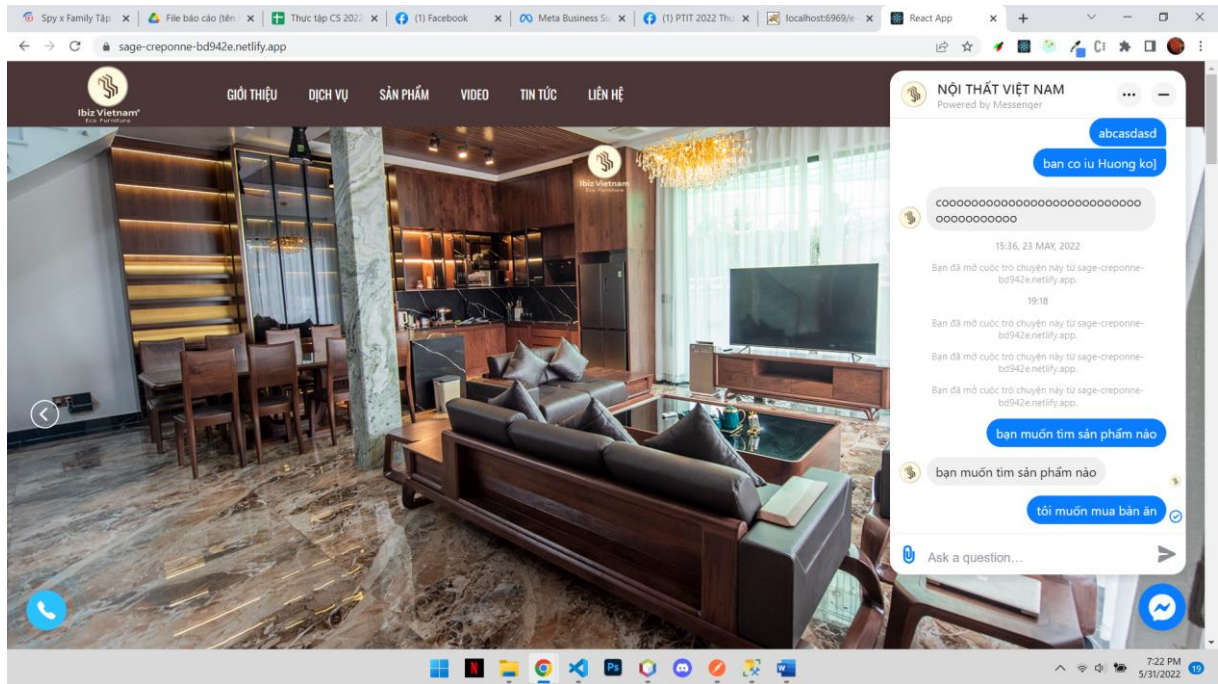 Spy x Family Tập
File báo cáo (tên
Thực tập CS 2022
(1) Facebook
Meta Business Su
(1) PTIT 2022 Thu
localhost:6969/e-
React App
sage-creponne-bd942e.netlify.app
Ibiz Vietnam
Eco Furniture
GIỚI THIỆU
DỊCH VỤ
SẢN PHẨM
VIDEO
TIN TỨC
LIÊN HỆ
Ibiz Vietnam
Eco Furniture
NỘI THẤT VIỆT NAM
Powered by Messenger
abcasdasd
ban co iu Huong ko]
coooooooooooooooooooooooooooo
ooooooooooo
15:36, 23 MAY, 2022
Bạn đã mở cuộc trò chuyện này từ sage-creponne-
bd942e.netlify.app.
19:18
Bạn đã mở cuộc trò chuyện này từ sage-creponne-
bd942e.netlify.app.
Bạn đã mở cuộc trò chuyện này từ sage-creponne-
bd942e.netlify.app.
Bạn đã mở cuộc trò chuyện này từ sage-creponne-
bd942e.netlify.app.
bạn muốn tìm sản phẩm nào
bạn muốn tìm sản phẩm nào
tôi muốn mua bàn ăn
Ask a question...
7:22 PM
5/31/2022
19